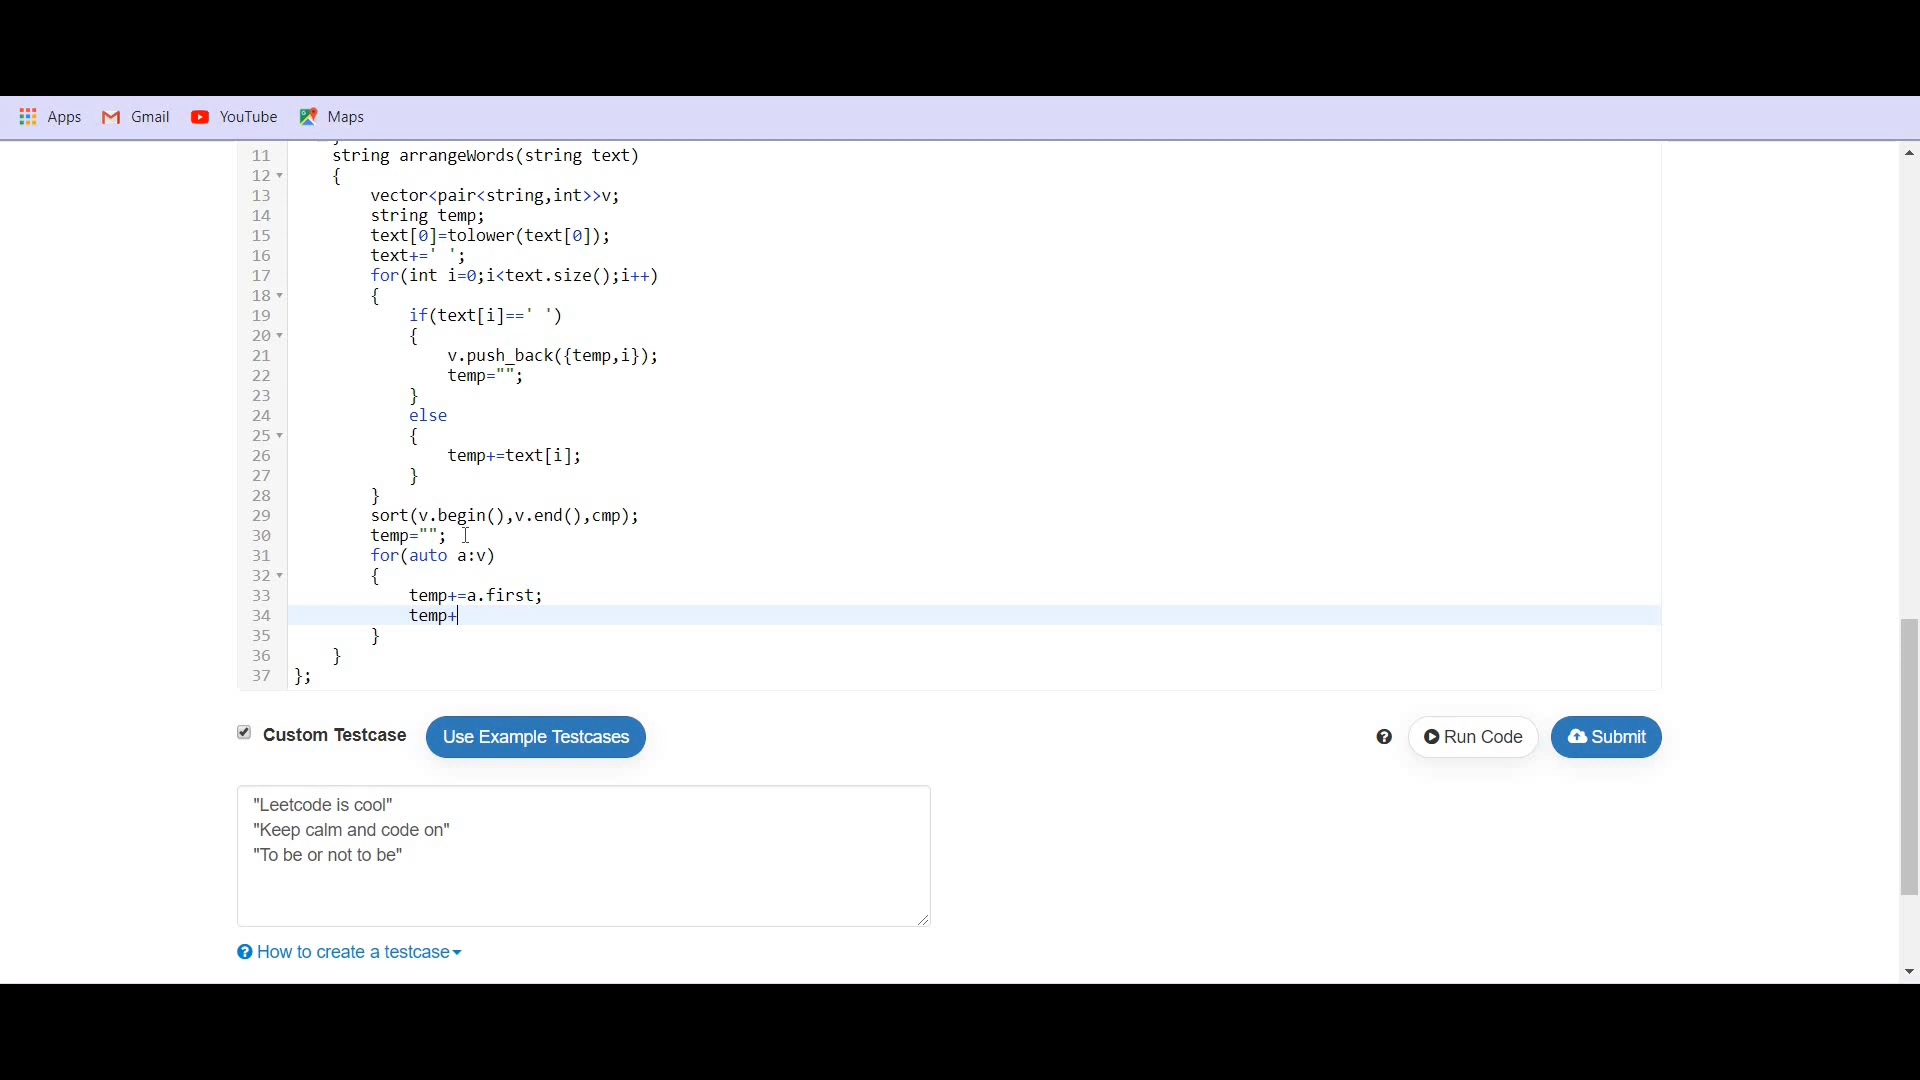 Apps Gmail YouTube Maps
11 string arrangeWords(string text)
12 {
13 vector<pair<string,int>>v;
14 string temp;
15 text[0]=tolower(text[0]);
16 text+=' ';
17 for(int i=0;i<text.size();i++)
18 {
19 if(text[i]==' ')
20 {
21 v.push_back({temp,i});
22 temp="";
23 }
24 else
25 {
26 temp+=text[i];
27 }
28 }
29 sort(v.begin(),v.end(),cmp);
30 temp="";
31 for(auto a:v)
32 {
33 temp+=a.first;
34 temp+
35 }
36 }
37 };
Custom Testcase Use Example Testcases Run Code Submit
"Leetcode is cool"
"Keep calm and code on"
"To be or not to be"
How to create a testcase